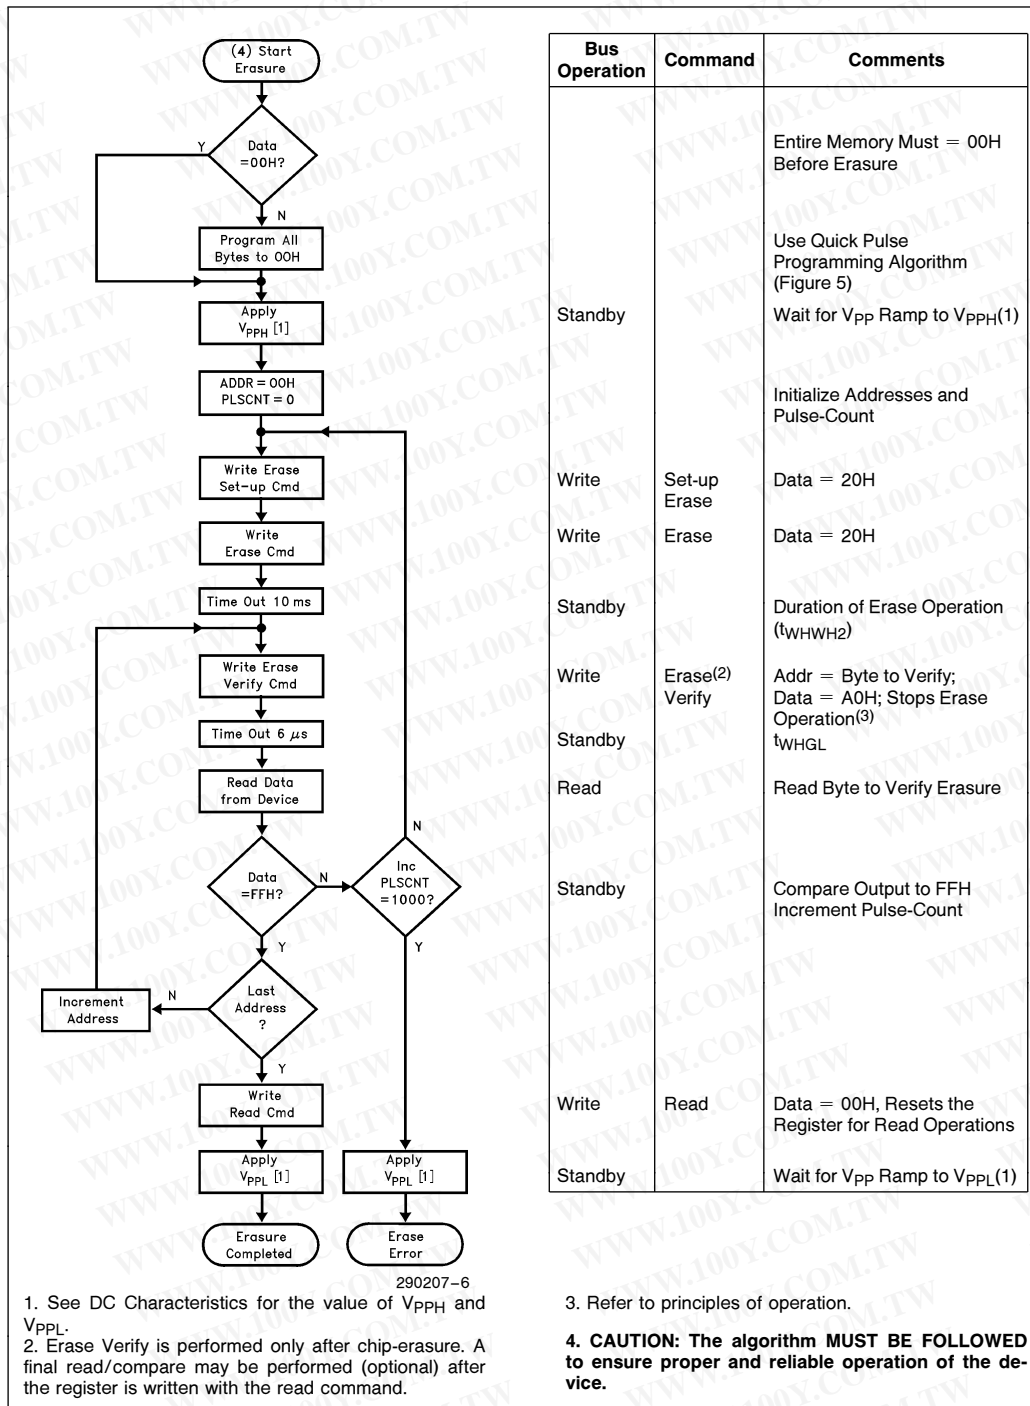 (4) Start
Erasure
Data
=00H?
Y
N
Program All
Bytes to 00H
Apply
VPPH [1]
ADDR = 00H
PLSCNT = 0
Write Erase
Set-up Cmd
Write
Erase Cmd
Time Out 10 ms
Write Erase
Verify Cmd
Time Out 6 μs
Read Data
from Device
Data
=FFH?
N
Y
Inc
PLSCNT
=1000?
N
Y
Last
Address
?
N
Y
Increment
Address
Write
Read Cmd
Apply
VPPL [1]
Apply
VPPL [1]
Erasure
Completed
Erase
Error
290207-6
Bus Operation Command Comments
Entire Memory Must = 00H
Before Erasure
Use Quick Pulse
Programming Algorithm
(Figure 5)
Standby Wait for VPP Ramp to VPPH(1)
Initialize Addresses and
Pulse-Count
Write Set-up Erase Data = 20H
Write Erase Data = 20H
Standby Duration of Erase Operation
(tWHWH2)
Write Erase(2) Verify Addr = Byte to Verify;
Data = A0H; Stops Erase
Operation(3)
Standby tWHGL
Read Read Byte to Verify Erasure
Standby Compare Output to FFH
Increment Pulse-Count
Write Read Data = 00H, Resets the
Register for Read Operations
Standby Wait for VPP Ramp to VPPL(1)
1. See DC Characteristics for the value of VPPH and
VPPL.
2. Erase Verify is performed only after chip-erasure. A
final read/compare may be performed (optional) after
the register is written with the read command.
3. Refer to principles of operation.
4. CAUTION: The algorithm MUST BE FOLLOWED
to ensure proper and reliable operation of the de-
vice.
WWW.100Y.COM.TW